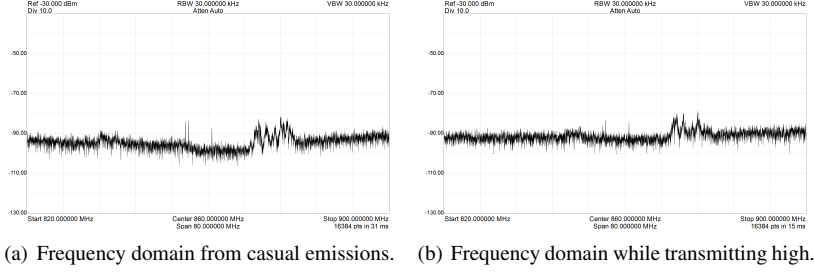 Ref -30.000 dBm RBW 30.000000 kHz VBW 30.000000 kHz
Div 10.0 Atten Auto
-50.00
-70.00
-90.00
-110.00
-130.00
Start 820.000000 MHz Center 860.000000 MHz Stop 900.000000 MHz
Span 80.000000 MHz 16384 pts in 31 ms
(a) Frequency domain from casual emissions.
Ref -30.000 dBm RBW 30.000000 kHz VBW 30.000000 kHz
Div 10.0 Atten Auto
-50.00
-70.00
-90.00
-110.00
-130.00
Start 820.000000 MHz Center 860.000000 MHz Stop 900.000000 MHz
Span 80.000000 MHz 16384 pts in 15 ms
(b) Frequency domain while transmitting high.